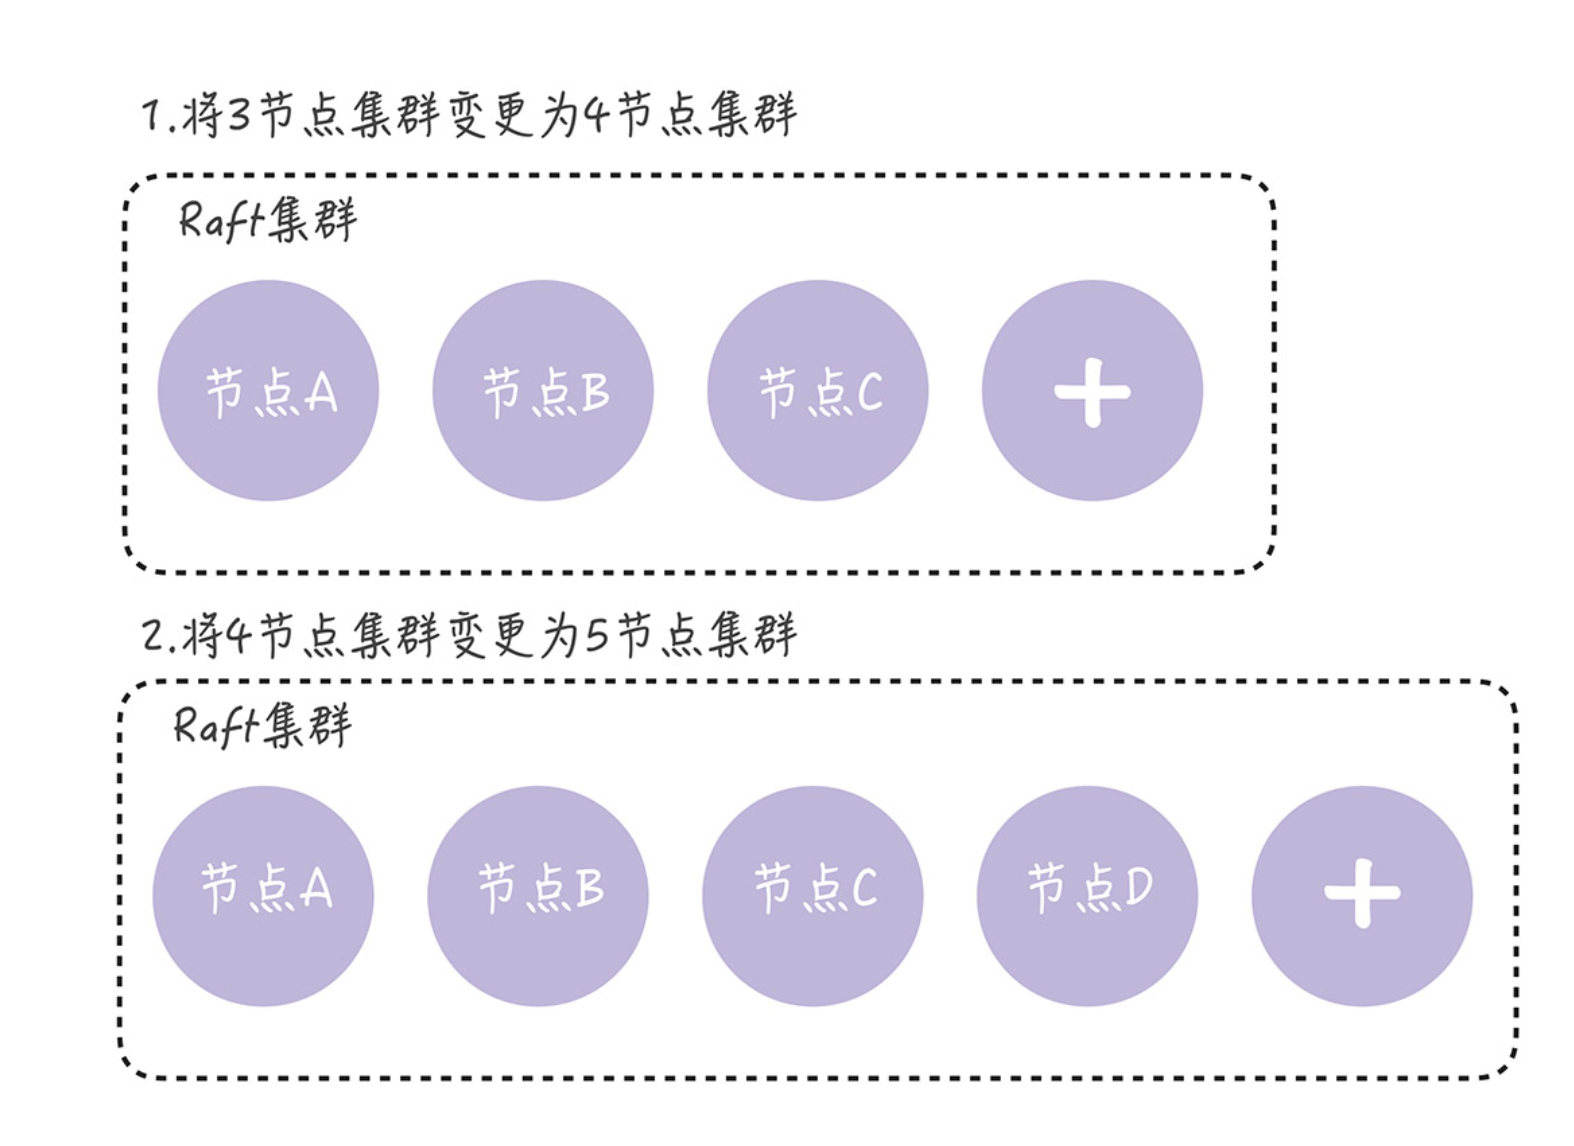 1.将3节点集群变更为4节点集群
Raft集群
节点A 节点B 节点C +
2.将4节点集群变更为5节点集群
Raft集群
节点A 节点B 节点C 节点D +